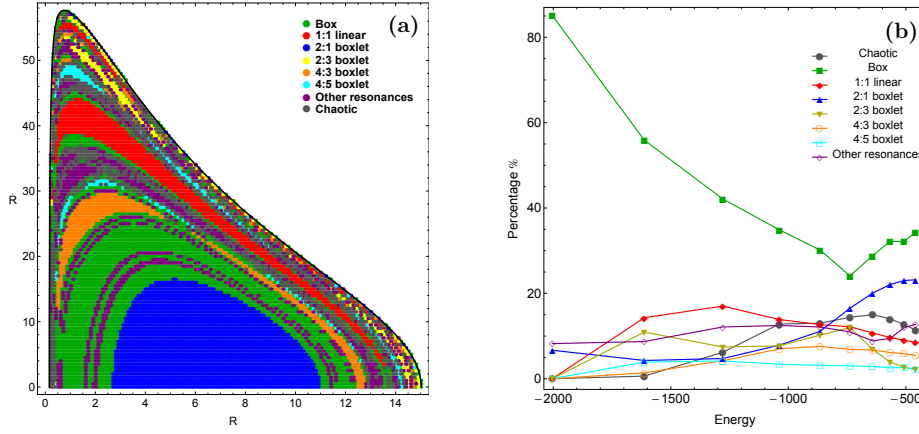 (a)
Box
1:1 linear
2:1 boxlet
2:3 boxlet
4:3 boxlet
4:5 boxlet
Other resonances
Chaotic
50
40
30
20
10
0
Ṙ
0 2 4 6 8 10 12 14
R
(b)
Chaotic
Box
1:1 linear
2:1 boxlet
2:3 boxlet
4:3 boxlet
4:5 boxlet
Other resonances
80
60
40
20
0
Percentage %
−2000 −1500 −1000 −500
Energy